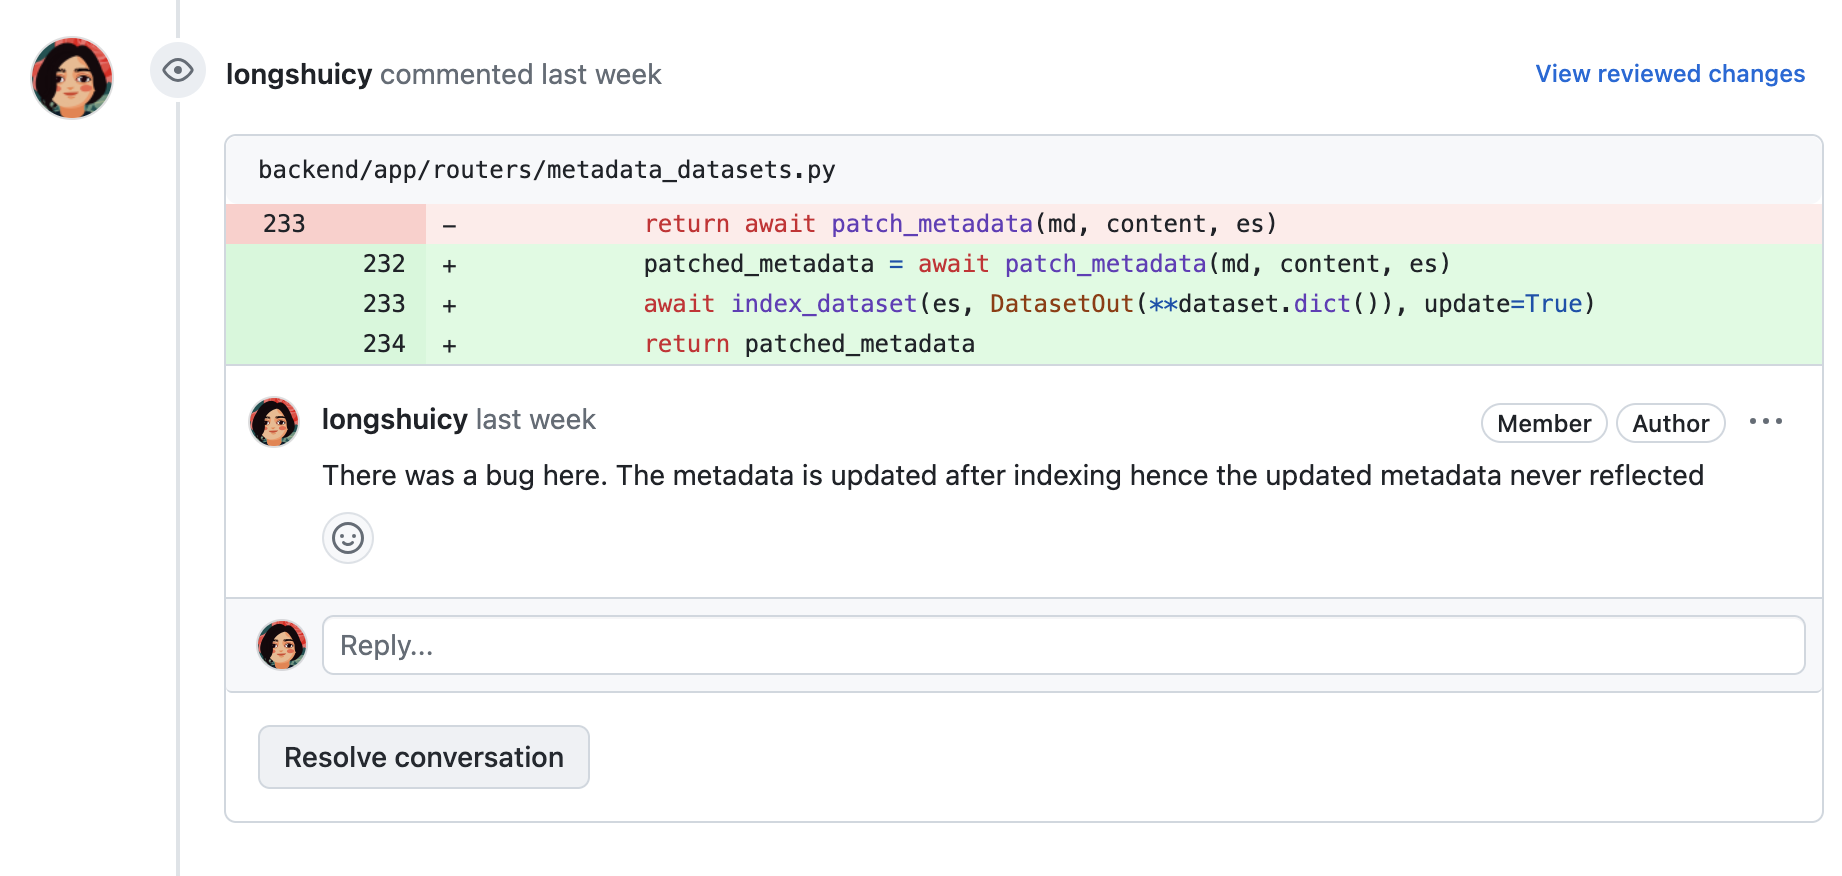 longshuicy commented last week
View reviewed changes
backend/app/routers/metadata_datasets.py
233 - return await patch_metadata(md, content, es)
232 + patched_metadata = await patch_metadata(md, content, es)
233 + await index_dataset(es, DatasetOut(**dataset.dict()), update=True)
234 + return patched_metadata
longshuicy last week
Member Author ...
There was a bug here. The metadata is updated after indexing hence the updated metadata never reflected
Reply...
Resolve conversation